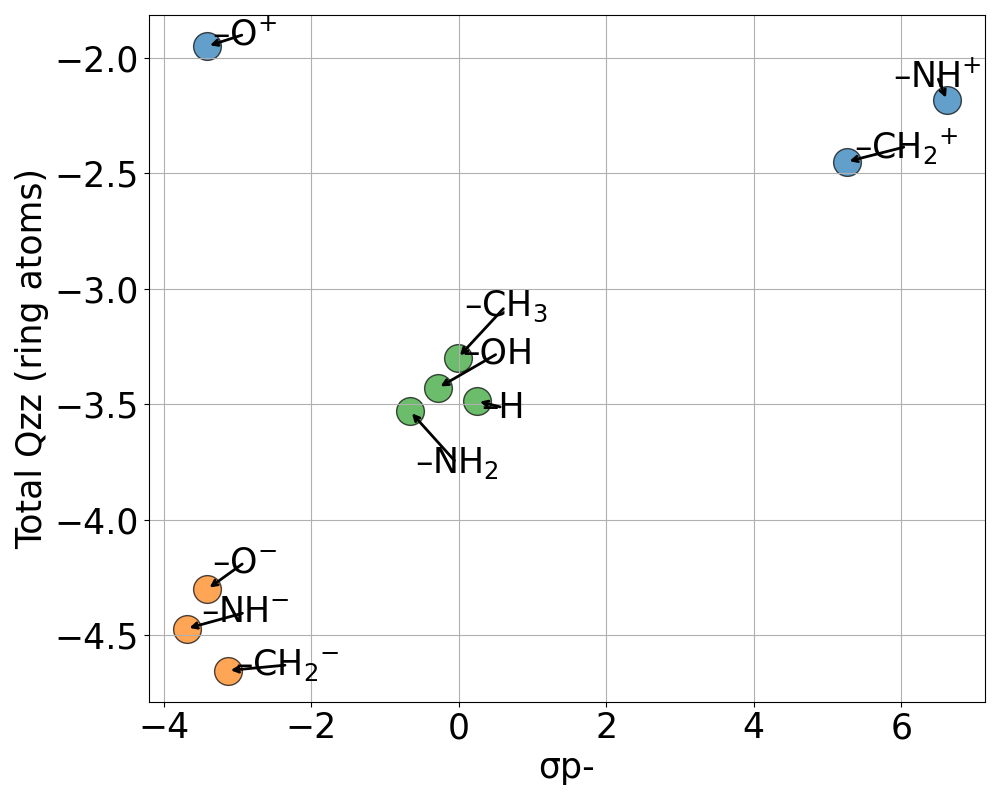 –O⁺
–NH⁺
–CH₂⁺
–CH₃
–OH
–H
–NH₂
–O⁻
–NH⁻
–CH₂⁻
Total Qzz (ring atoms)
−2.0
−2.5
−3.0
−3.5
−4.0
−4.5
−4 −2 0 2 4 6
σp-